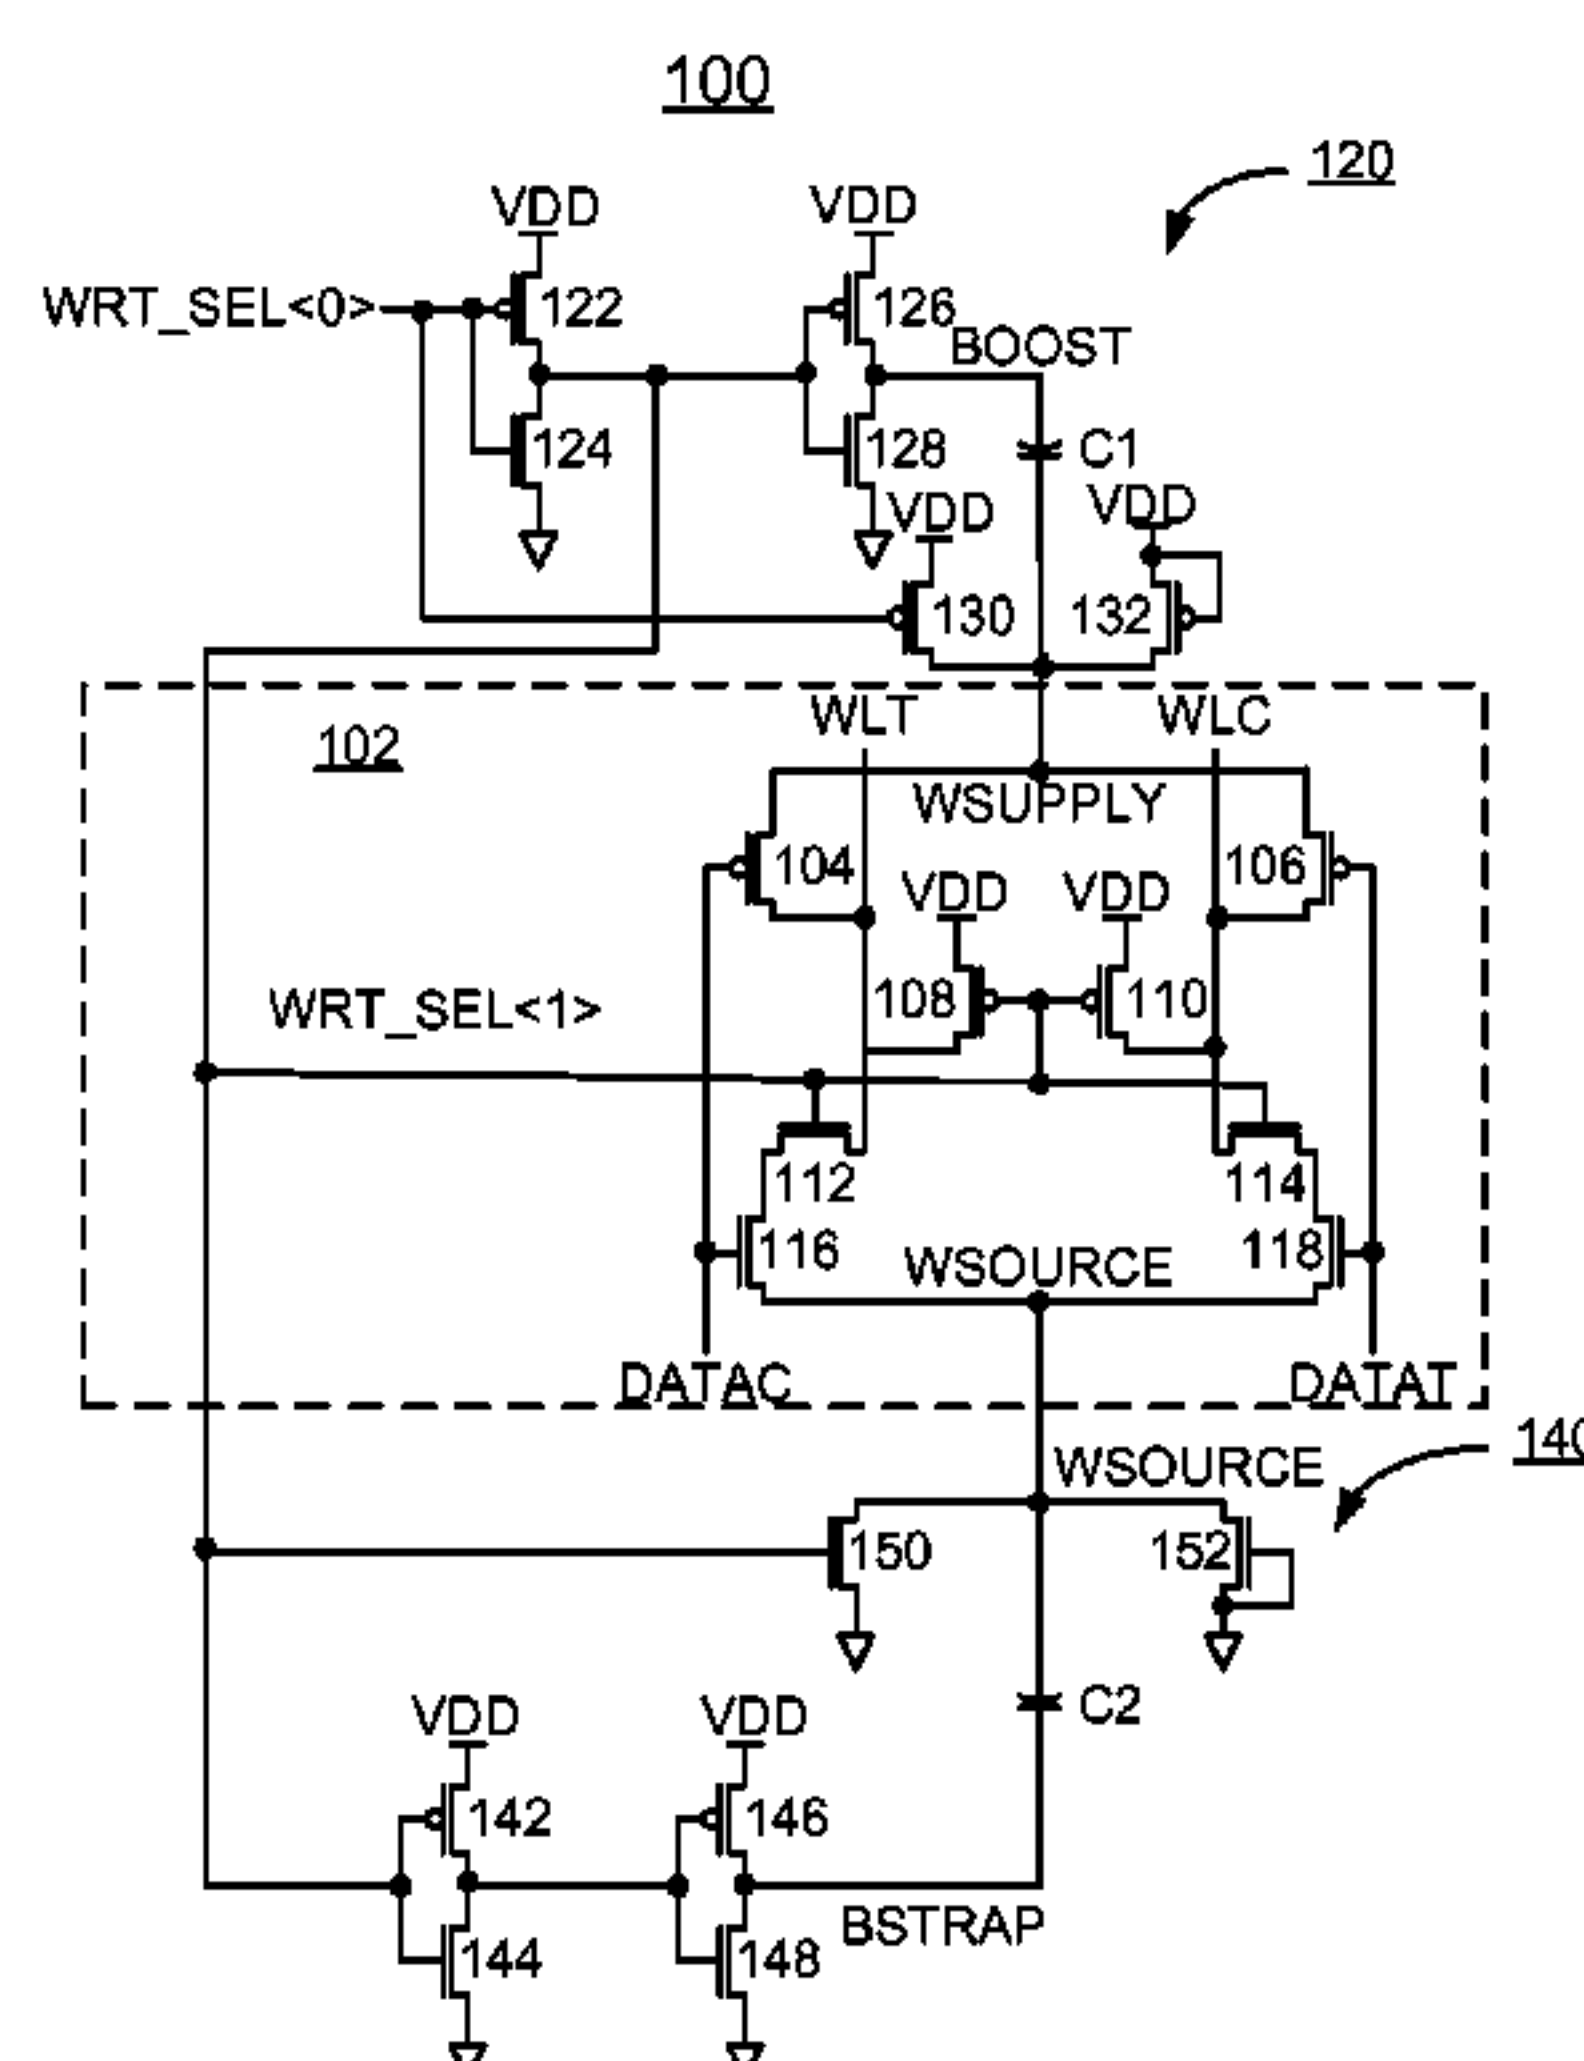 100
120
VDD VDD
WRT_SEL<0> 122 126
BOOST
124 128 C1
VDD VDD
130 132
WLT WLC
102
WSUPPLY
104 106
VDD VDD
108 110
WRT_SEL<1>
112 114
116 WSOURCE 118
DATAC DATAT
WSOURCE 140
150 152
VDD VDD C2
142 146
BSTRAP
144 148